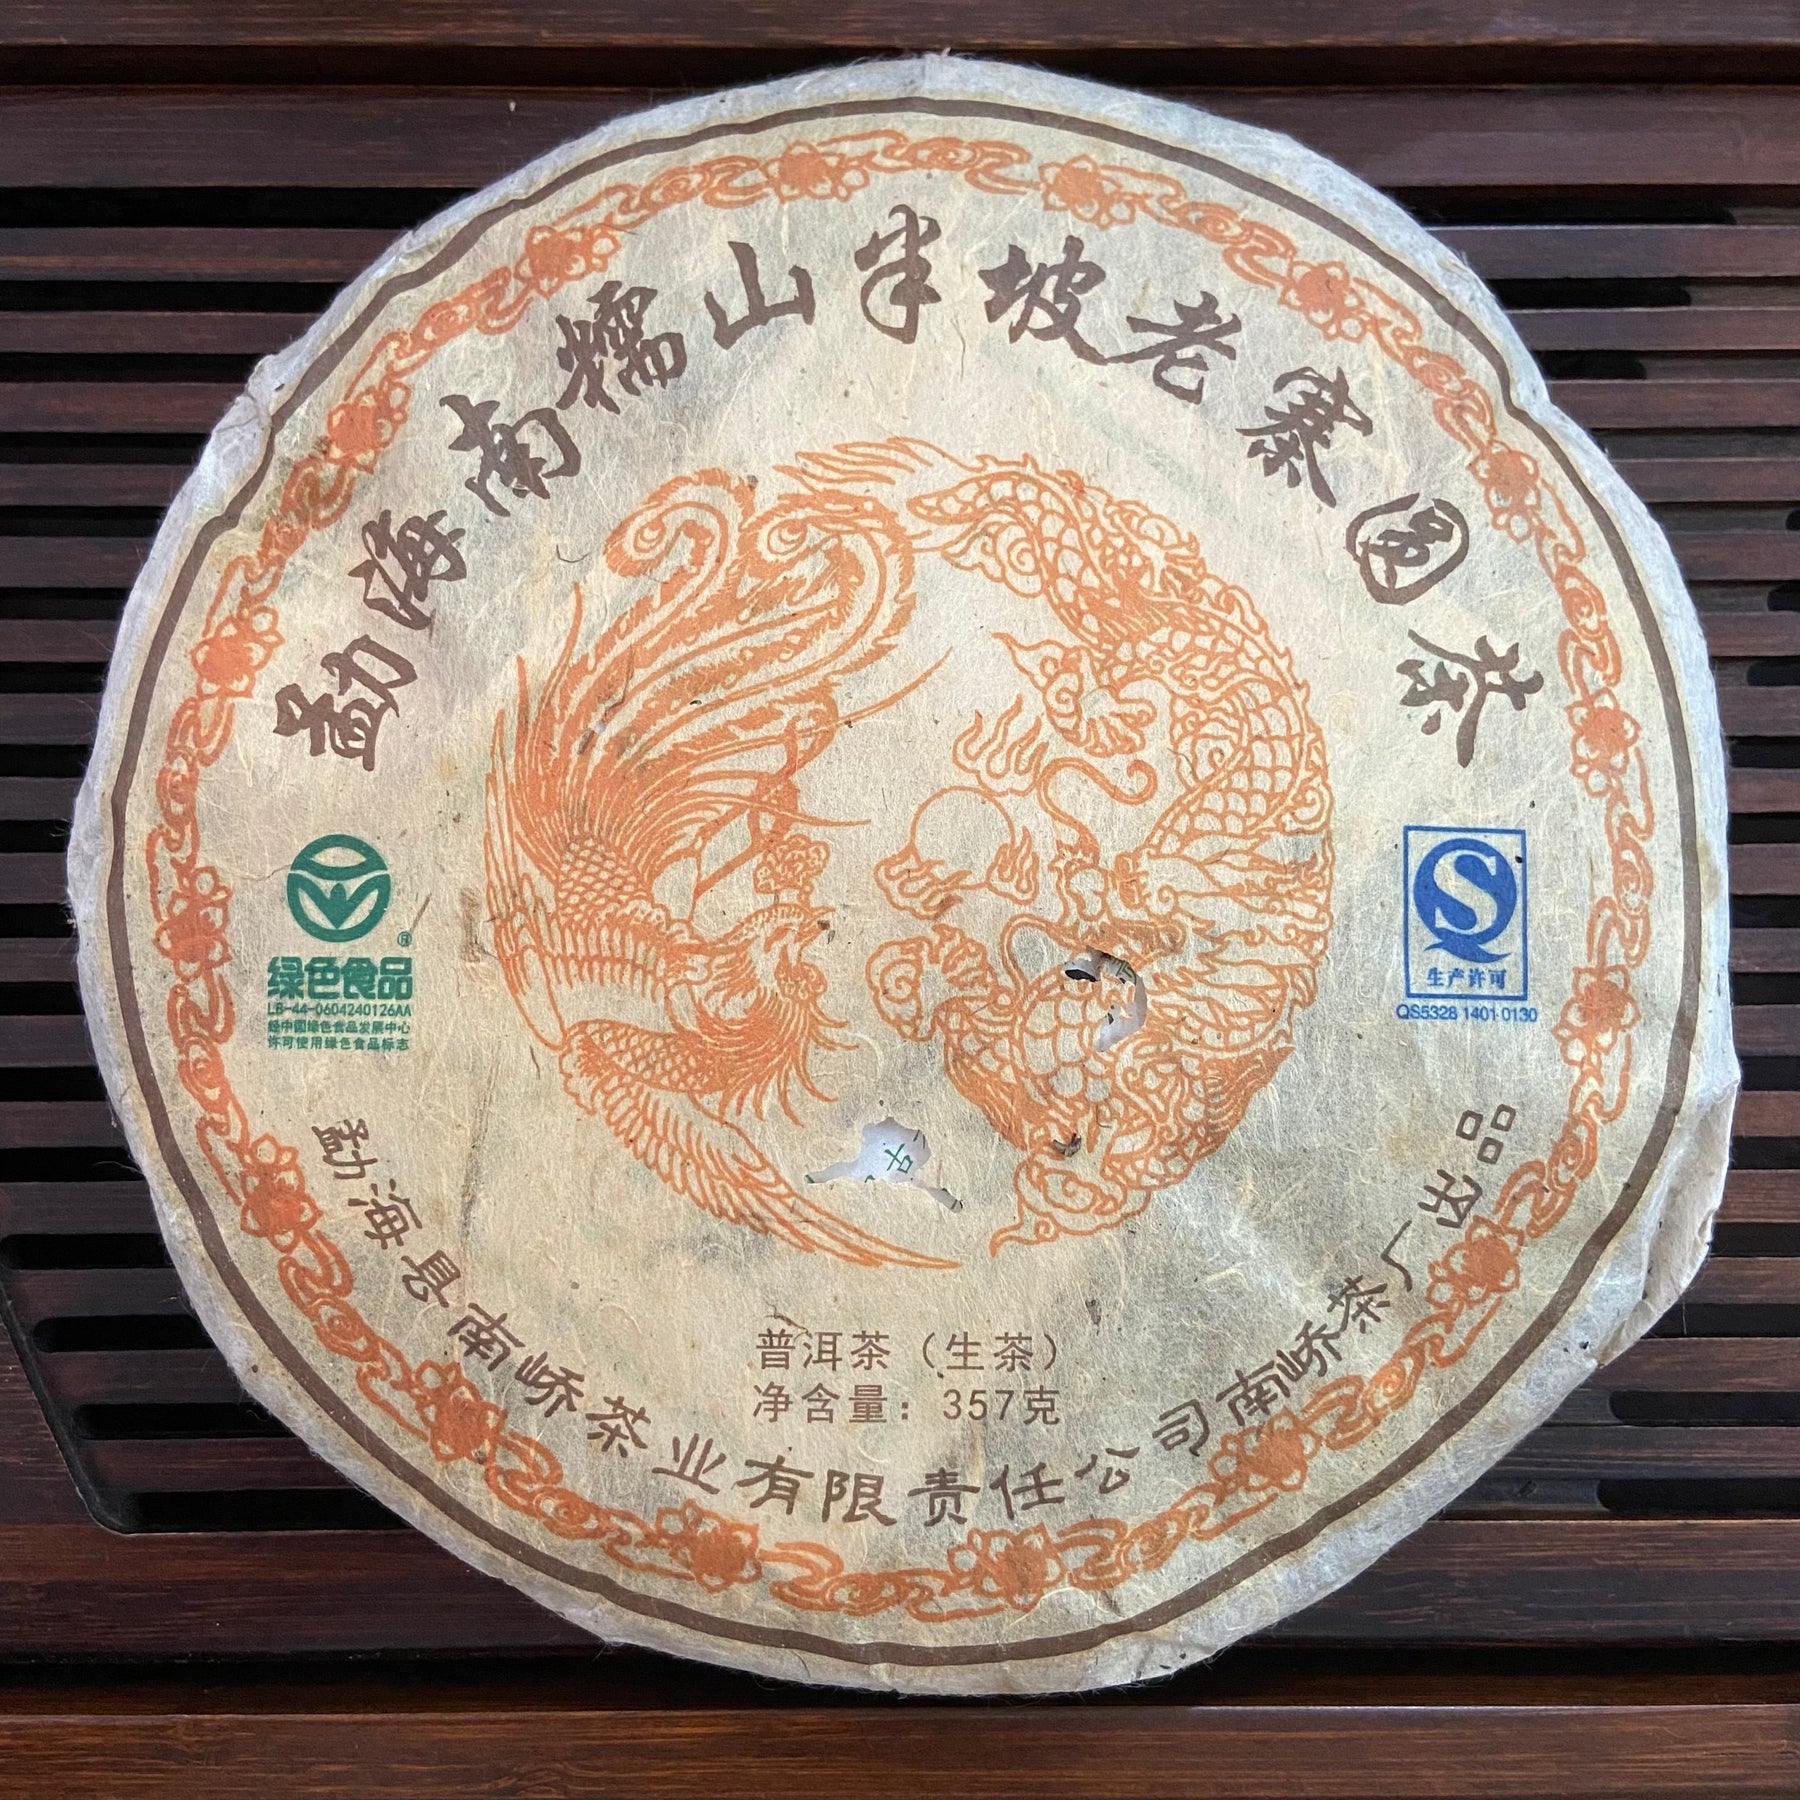 勐海南糯山半坡老寨圆茶
绿色食品
LB-44-0604240126AA
经中国绿色食品发展中心
许可使用绿色食品标志
生产许可
QS5328 1401 0130
普洱茶（生茶）
净含量：357克
勐海县南峤茶业有限责任公司南峤茶厂出品